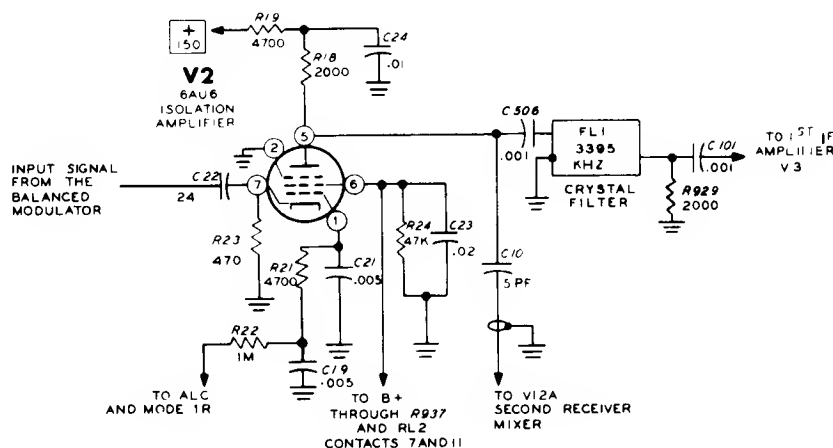 R19
4700
+
150
V2
6AU6
ISOLATION
AMPLIFIER
R18
2000
C24
.01
2
5
7
6
1
INPUT SIGNAL
FROM THE
BALANCED
MODULATOR
C22
24
R23
470
R21
4700
C21
.005
R24
47K
C23
.02
C506
.001
FL1
3395
KHZ
CRYSTAL
FILTER
C101
.001
R929
2000
TO 1ST IF
AMPLIFIER
V3
C10
5 PF
R22
1M
C19
.005
TO ALC
AND MODE 1R
TO B+
THROUGH R937
AND RL2
CONTACTS 7 AND 11
TO V12A
SECOND RECEIVER
MIXER